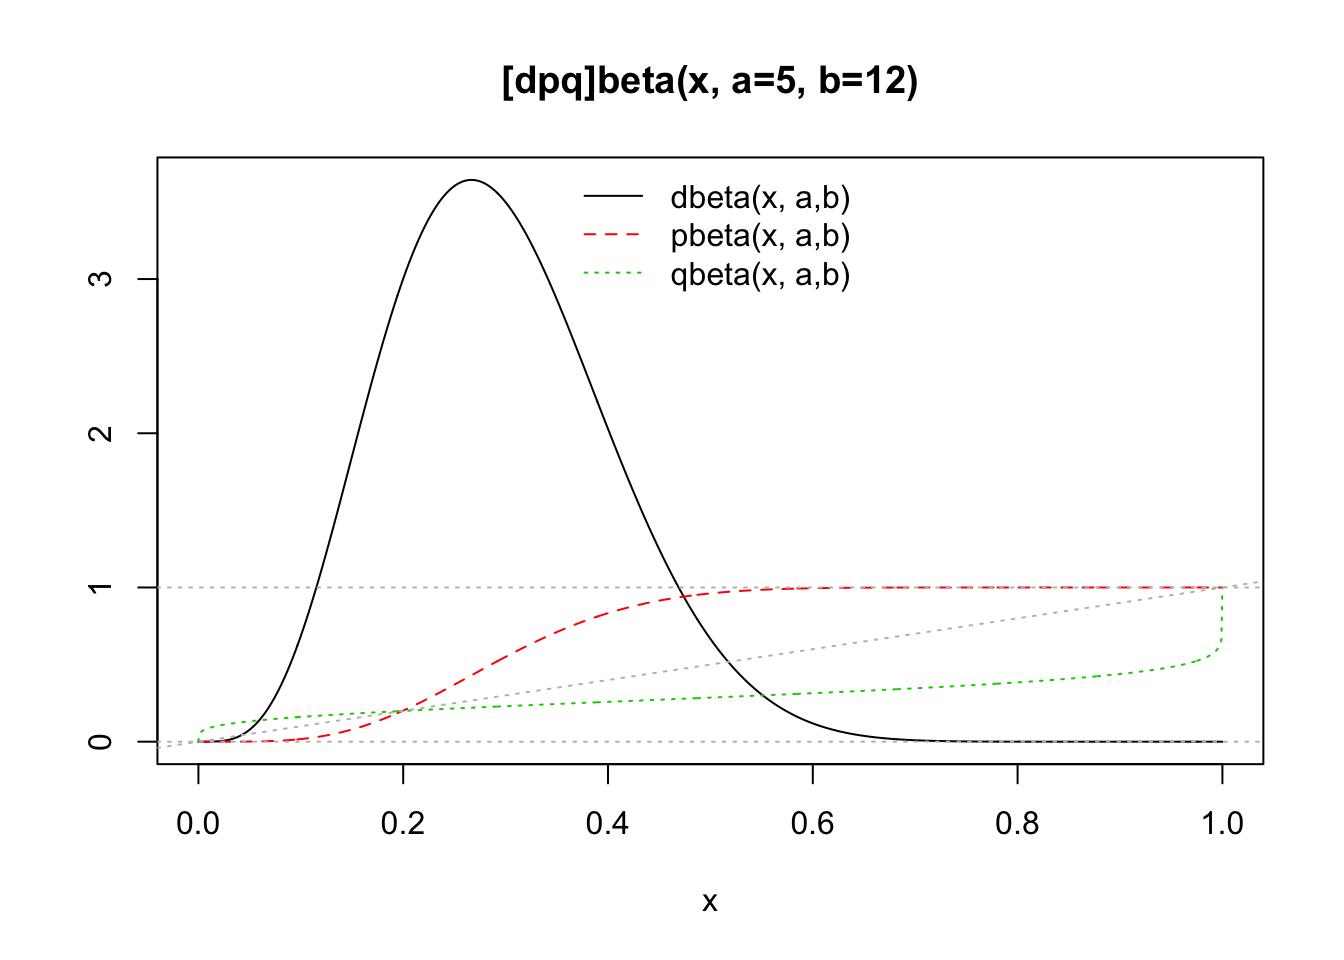 [dpq]beta(x, a=5, b=12)
dbeta(x, a,b)
pbeta(x, a,b)
qbeta(x, a,b)
3
2
1
0
0.0 0.2 0.4 0.6 0.8 1.0
x